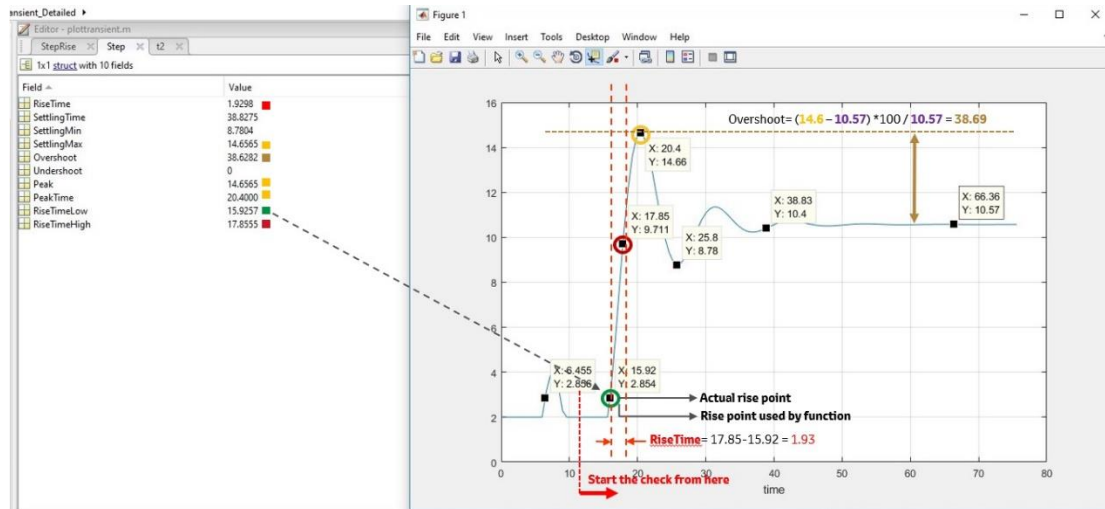 ansient_Detailed
Editor - plottransient.m
StepRise
Step
t2
1x1 struct with 10 fields
Field
Value
RiseTime
1.9298
SettlingTime
38.8275
SettlingMin
8.7804
SettlingMax
14.6565
Overshoot
38.6282
Undershoot
0
Peak
14.6565
PeakTime
20.4000
RiseTimeLow
15.9257
RiseTimeHigh
17.8555
Figure 1
File Edit View Insert Tools Desktop Window Help
16
14
12
10
8
6
4
2
0
Overshoot= (14.6 – 10.57) *100 / 10.57 = 38.69
X: 20.4
Y: 14.66
X: 17.85
Y: 9.711
X: 25.8
Y: 8.78
X: 38.83
Y: 10.4
X: 66.36
Y: 10.57
X: 6.455
Y: 2.856
X: 15.92
Y: 2.854
Actual rise point
Rise point used by function
RiseTime= 17.85-15.92 = 1.93
0 10 20 30 40 50 60 70 80
Start the check from here
time